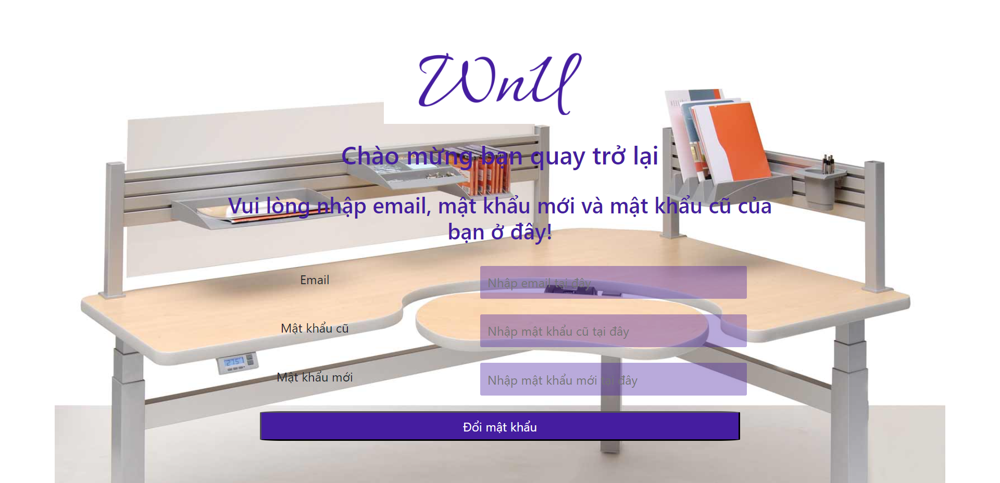 WnU
Chào mừng bạn quay trở lại
Vui lòng nhập email, mật khẩu mới và mật khẩu cũ của
bạn ở đây!
Email
Nhập email tại đây
Mật khẩu cũ
Nhập mật khẩu cũ tại đây
Mật khẩu mới
Nhập mật khẩu mới tại đây
Đổi mật khẩu